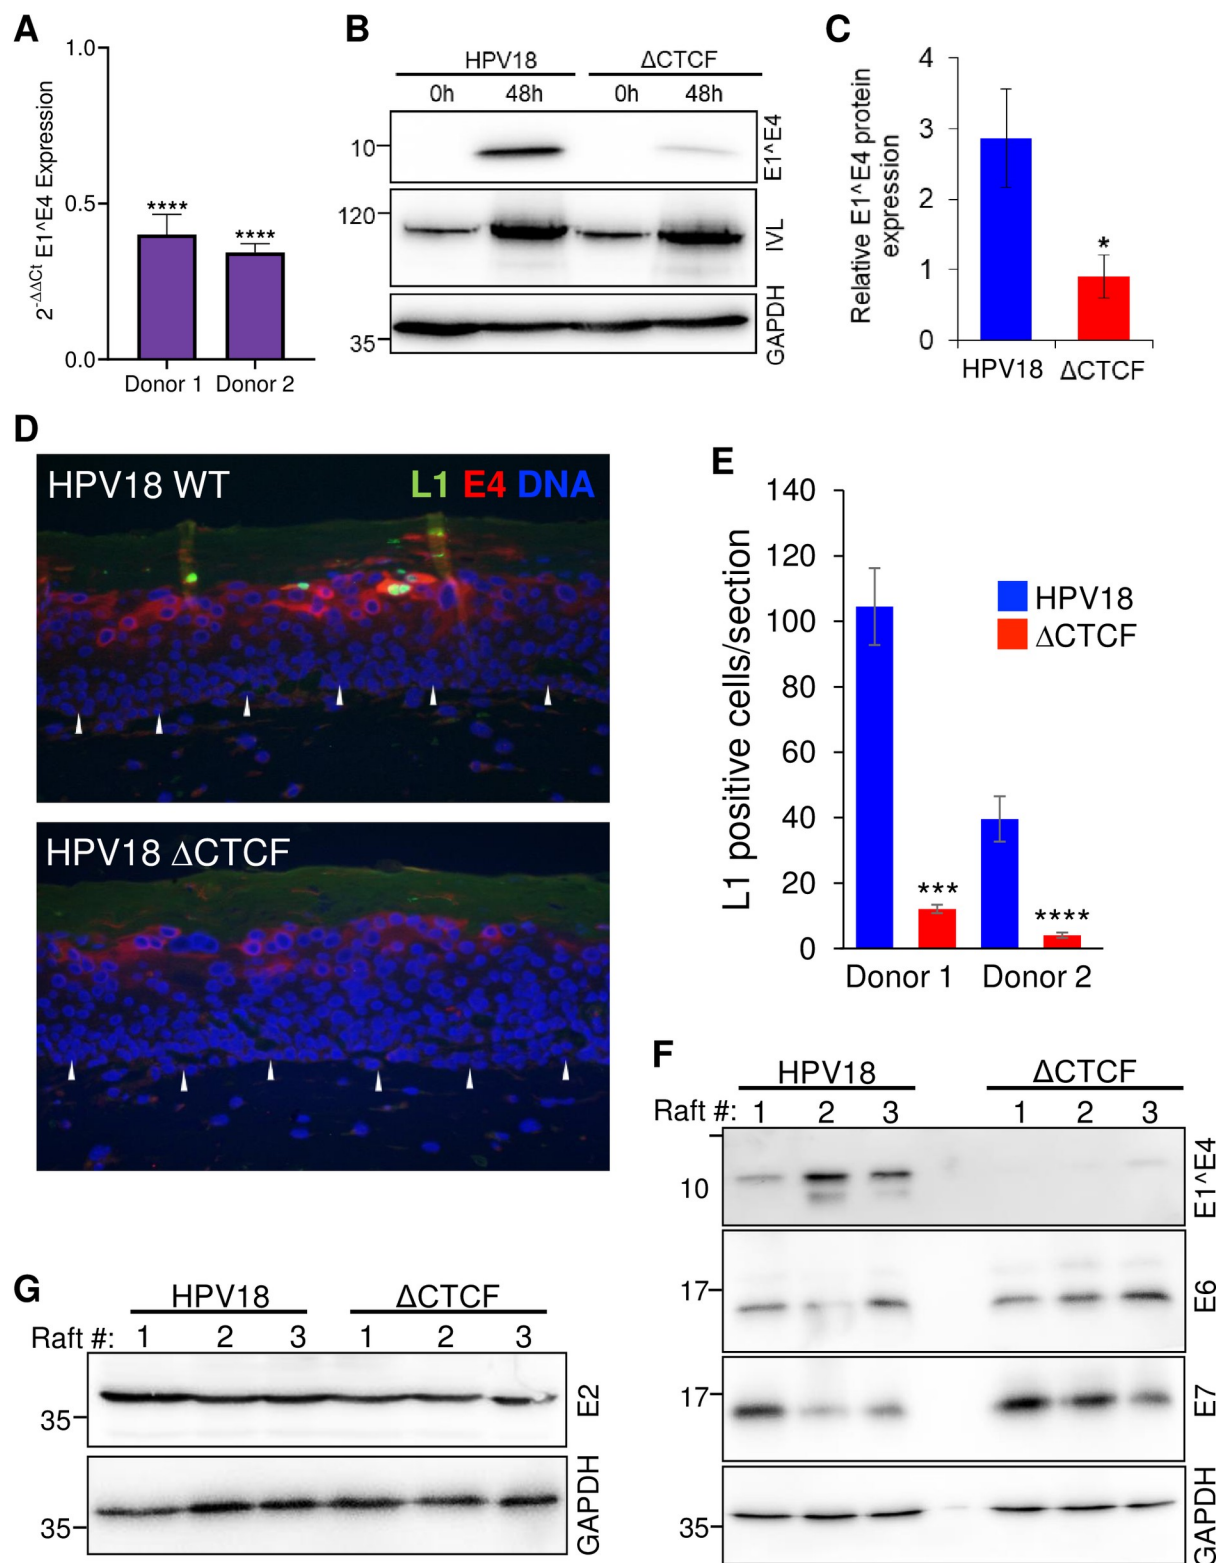 A
1.0
0.5
0.0
2-ΔΔCt E1^E4 Expression
****
****
Donor 1 Donor 2
B
HPV18 ΔCTCF
0h 48h 0h 48h
10
E1^E4
120
IVL
35
GAPDH
C
4
3
2
1
0
Relative E1^E4 protein
expression
*
HPV18 ΔCTCF
D
HPV18 WT L1 E4 DNA
HPV18 ΔCTCF
E
140
120
100
80
60
40
20
0
L1 positive cells/section
HPV18
ΔCTCF
***
****
Donor 1 Donor 2
F
HPV18 ΔCTCF
Raft #: 1 2 3 1 2 3
10
E1^E4
17
E6
17
E7
35
GAPDH
G
HPV18 ΔCTCF
Raft #: 1 2 3 1 2 3
35
E2
35
GAPDH